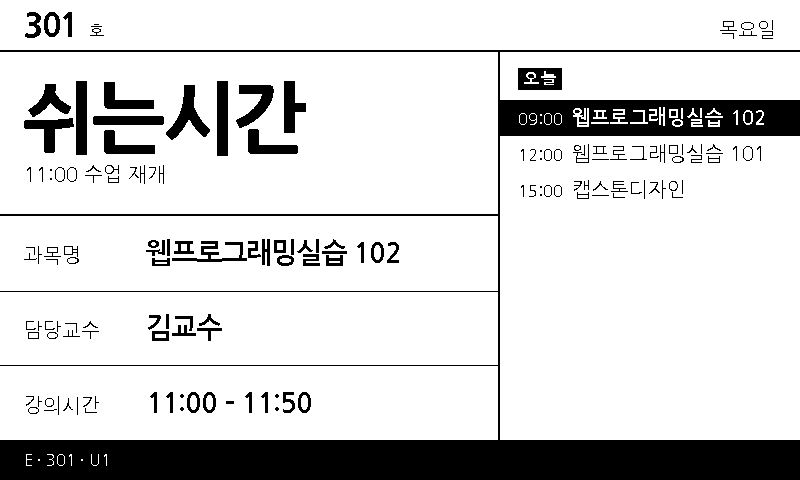 301 호
목요일
쉬는시간
11:00 수업 재개
과목명 웹프로그래밍실습 102
담당교수 김교수
강의시간 11:00 - 11:50
오늘
09:00 웹프로그래밍실습 102
12:00 웹프로그래밍실습 101
15:00 캡스톤디자인
E · 301 · U1